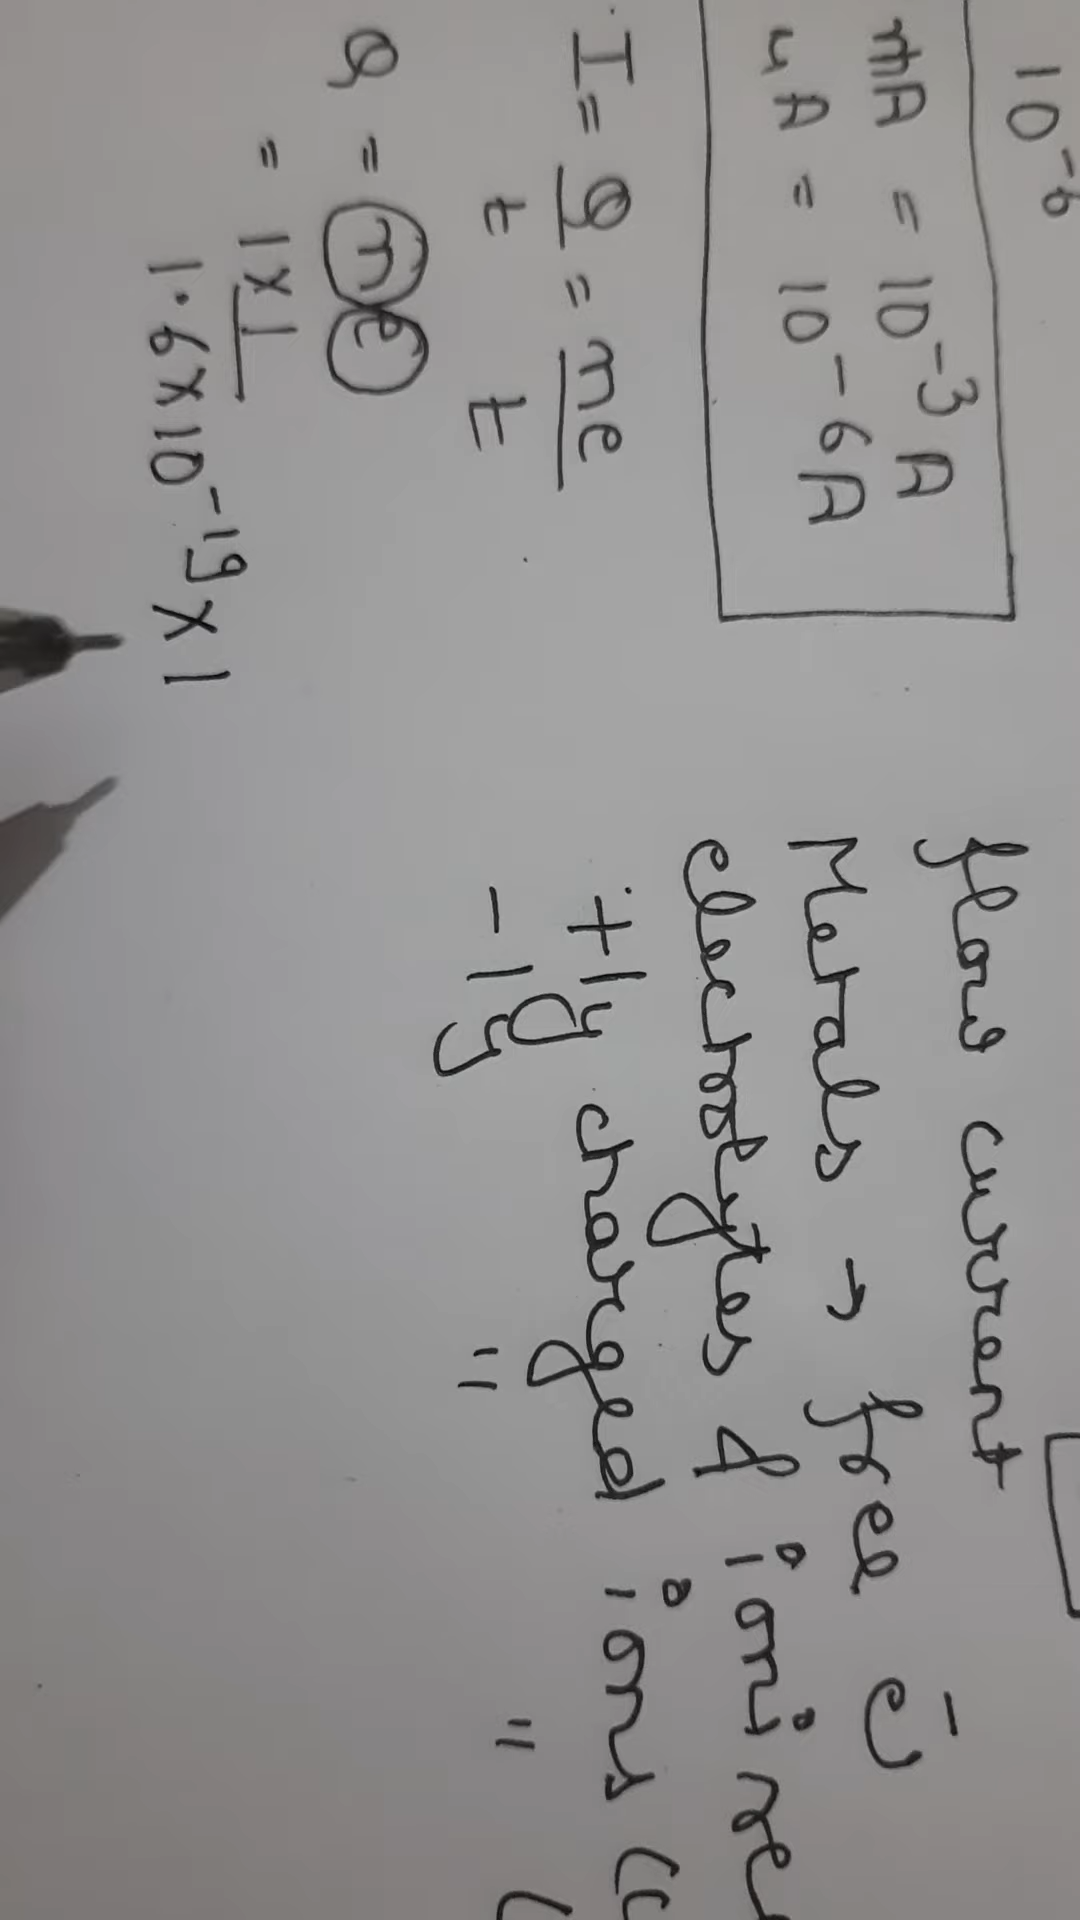 10⁻⁶
mA = 10⁻³ A
μA = 10⁻⁶ A
I = Q/t = ne/t
Q = ne
= 1×1
1.6×10⁻¹⁹×1
flow current
Metals → free e⁻
electrolytes &
+ly charged ions (
-ly " " (